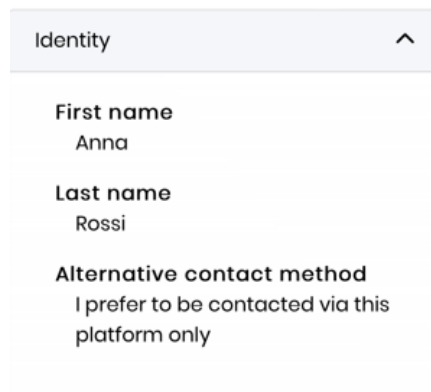 Identity
First name
Anna
Last name
Rossi
Alternative contact method
I prefer to be contacted via this
platform only